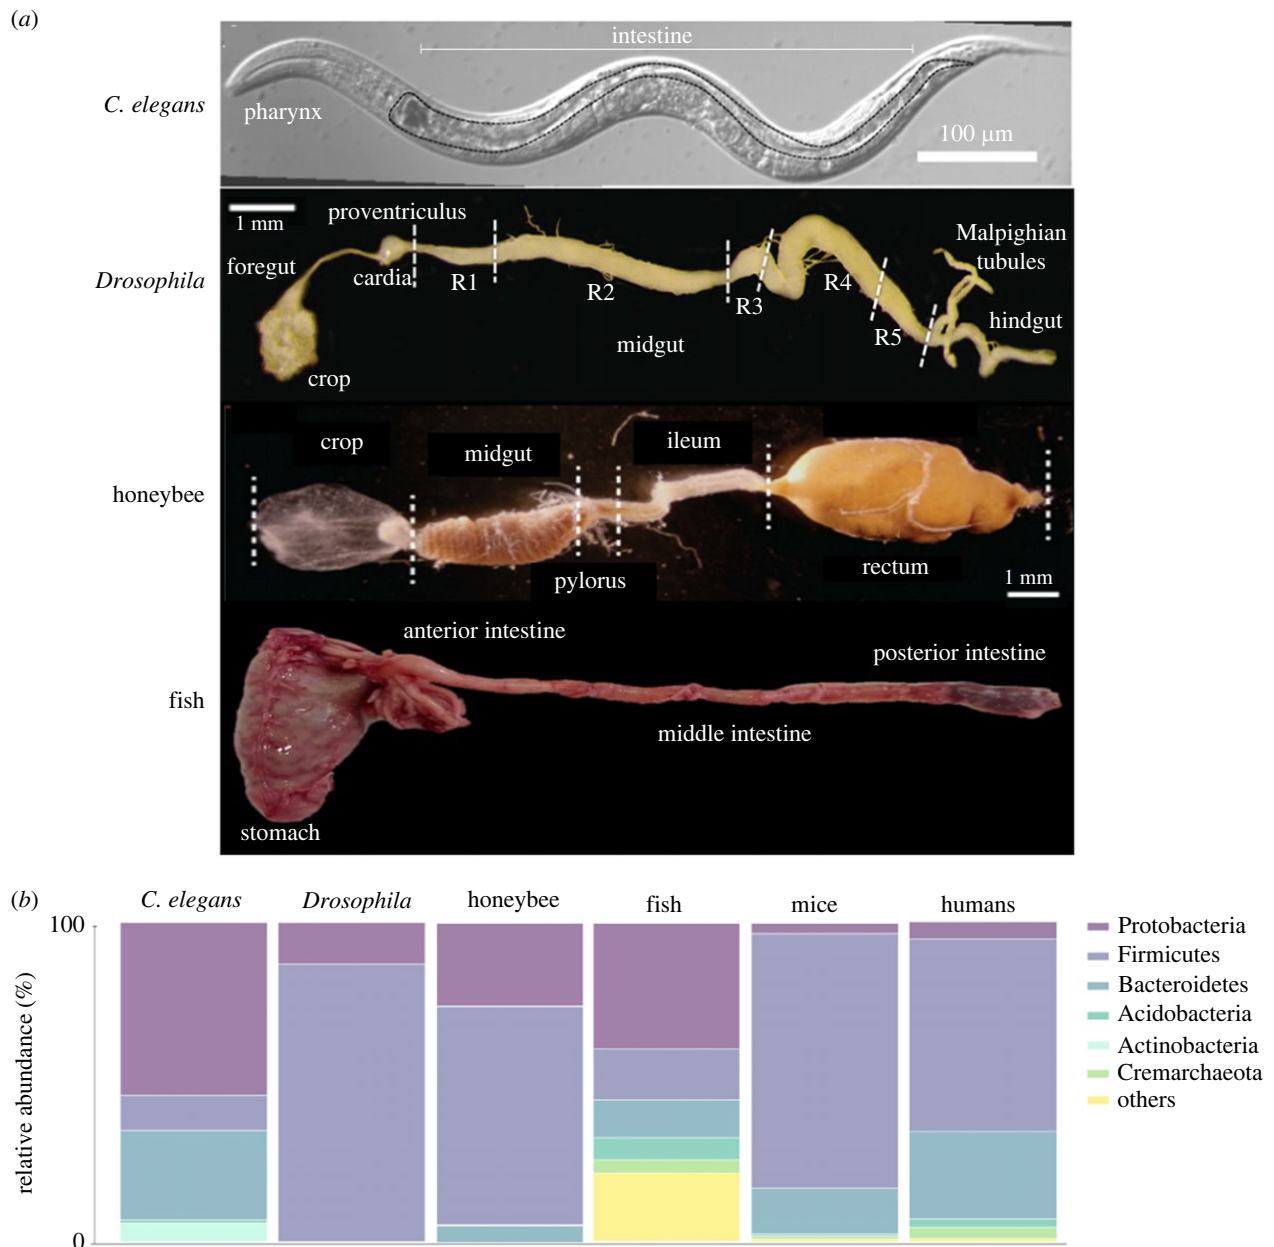 (a)
intestine
C. elegans
pharynx
100 µm
1 mm
proventriculus
foregut
cardia
Drosophila
R1
R2
R3
R4
R5
Malpighian
tubules
hindgut
midgut
crop
crop
midgut
ileum
honeybee
pylorus
rectum
1 mm
anterior intestine
posterior intestine
fish
middle intestine
stomach
(b)
C. elegans
Drosophila
honeybee
fish
mice
humans
100
0
relative abundance (%)
Protobacteria
Firmicutes
Bacteroidetes
Acidobacteria
Actinobacteria
Cremarchaeota
others